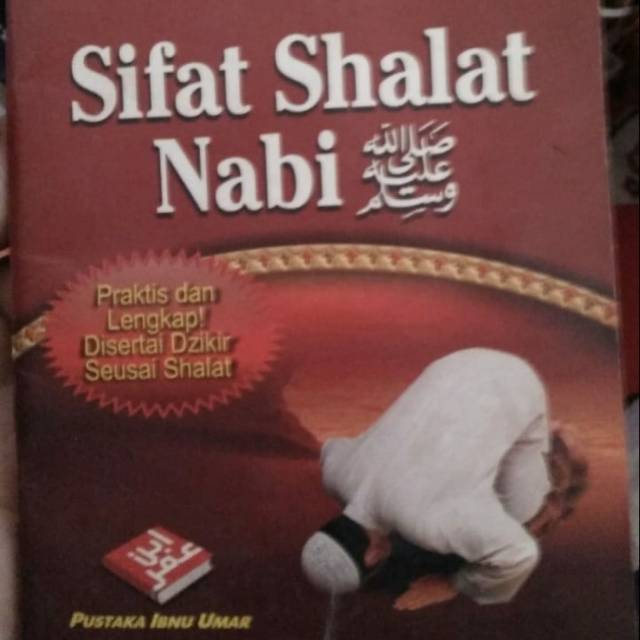 Sifat Shalat
Nabi صلى الله عليه وسلم
Praktis dan
Lengkap!
Disertai Dzikir
Seusai Shalat
ابن عمر
PUSTAKA IBNU UMAR